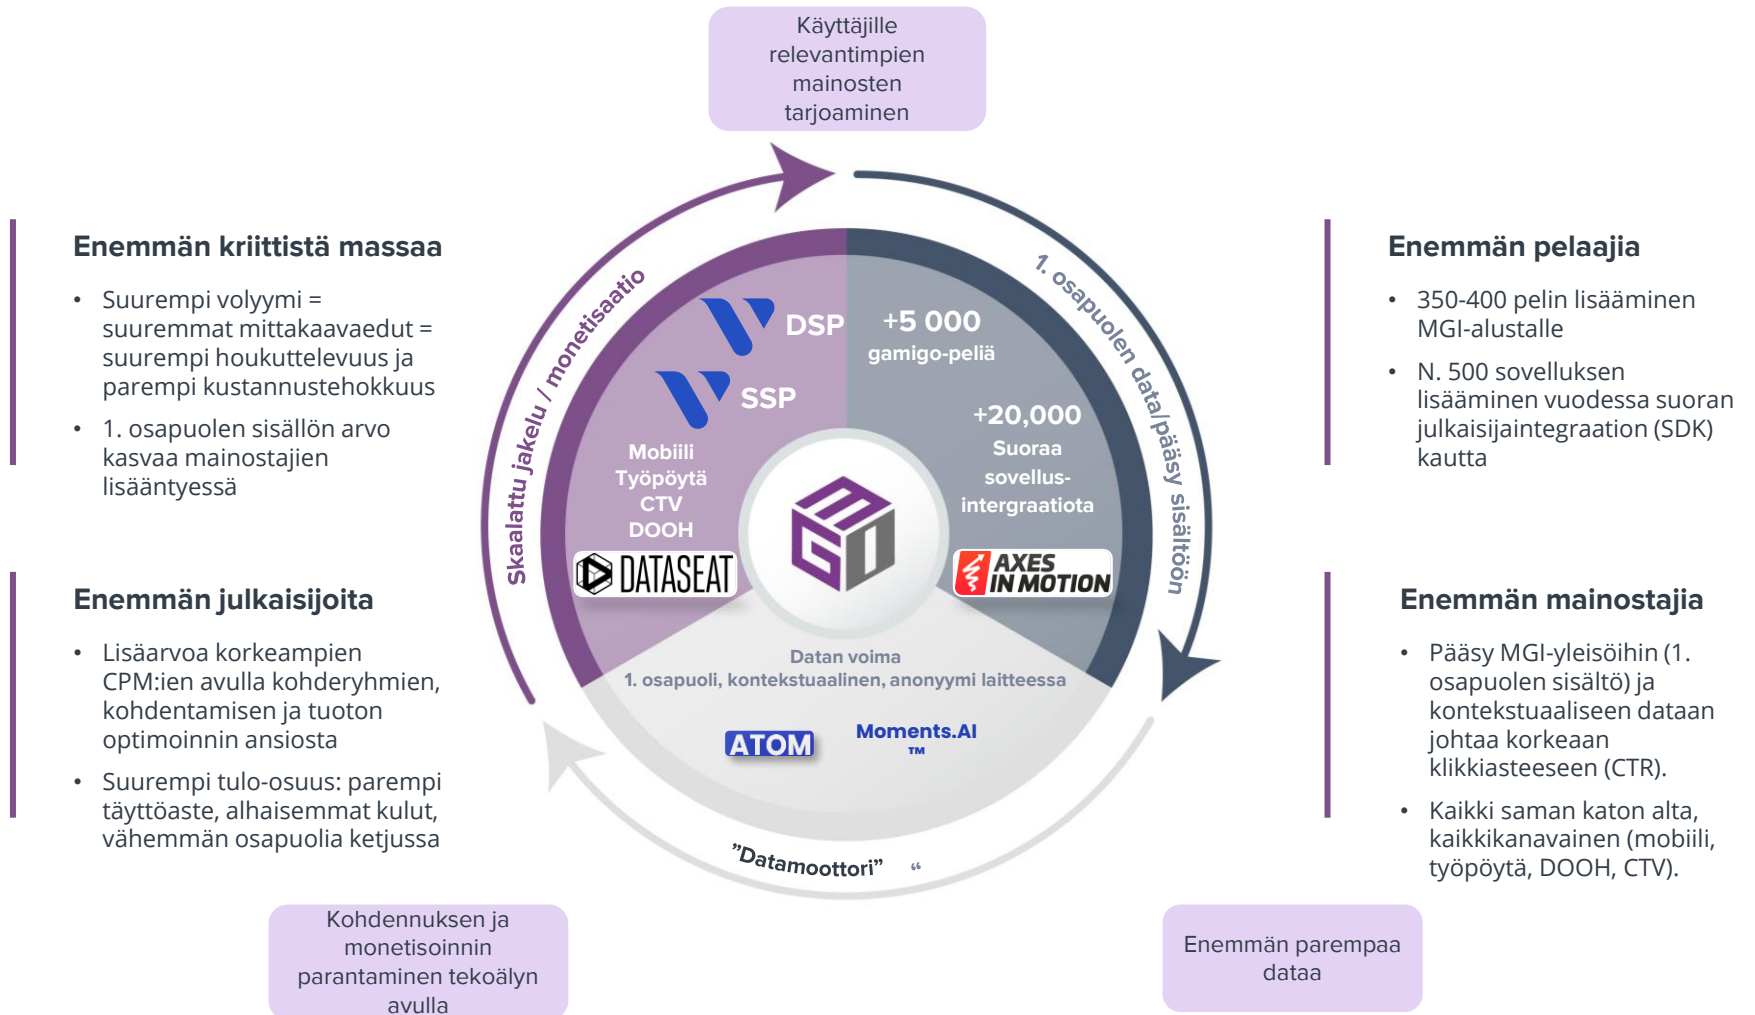 Käyttäjille
relevantimpien
mainosten
tarjoaminen
Enemmän kriittistä massaa
• Suurempi volyymi =
suuremmat mittakaavaedut =
suurempi houkuttelevuus ja
parempi kustannustehokkuus
• 1. osapuolen sisällön arvo
kasvaa mainostajien
lisääntyessä
Enemmän julkaisijoita
• Lisäarvoa korkeampien
CPM:ien avulla kohderyhmien,
kohdentamisen ja tuoton
optimoinnin ansiosta
• Suurempi tulo-osuus: parempi
täyttöaste, alhaisemmat kulut,
vähemmän osapuolia ketjussa
Skaalattu jakelu / monetisaatio
DSP
SSP
Mobiili
Työpöytä
CTV
DOOH
DATASEAT
+5 000
gamigo-peliä
+20,000
Suoraa
sovellus-
intergraatiota
AXES
IN MOTION
1. osapuolen data/pääsy sisältöön
MGI
Datan voima
1. osapuoli, kontekstuaalinen, anonyymi laitteessa
ATOM
Moments.AI
™
”Datamoottori” “
Enemmän pelaajia
• 350-400 pelin lisääminen
MGI-alustalle
• N. 500 sovelluksen
lisääminen vuodessa suoran
julkaisijaintegraation (SDK)
kautta
Enemmän mainostajia
• Pääsy MGI-yleisöihin (1.
osapuolen sisältö) ja
kontekstuaaliseen dataan
johtaa korkeaan
klikkiasteeseen (CTR).
• Kaikki saman katon alta,
kaikkikanavainen (mobiili,
työpöytä, DOOH, CTV).
Kohdennuksen ja
monetisoinnin
parantaminen tekoälyn
avulla
Enemmän parempaa
dataa